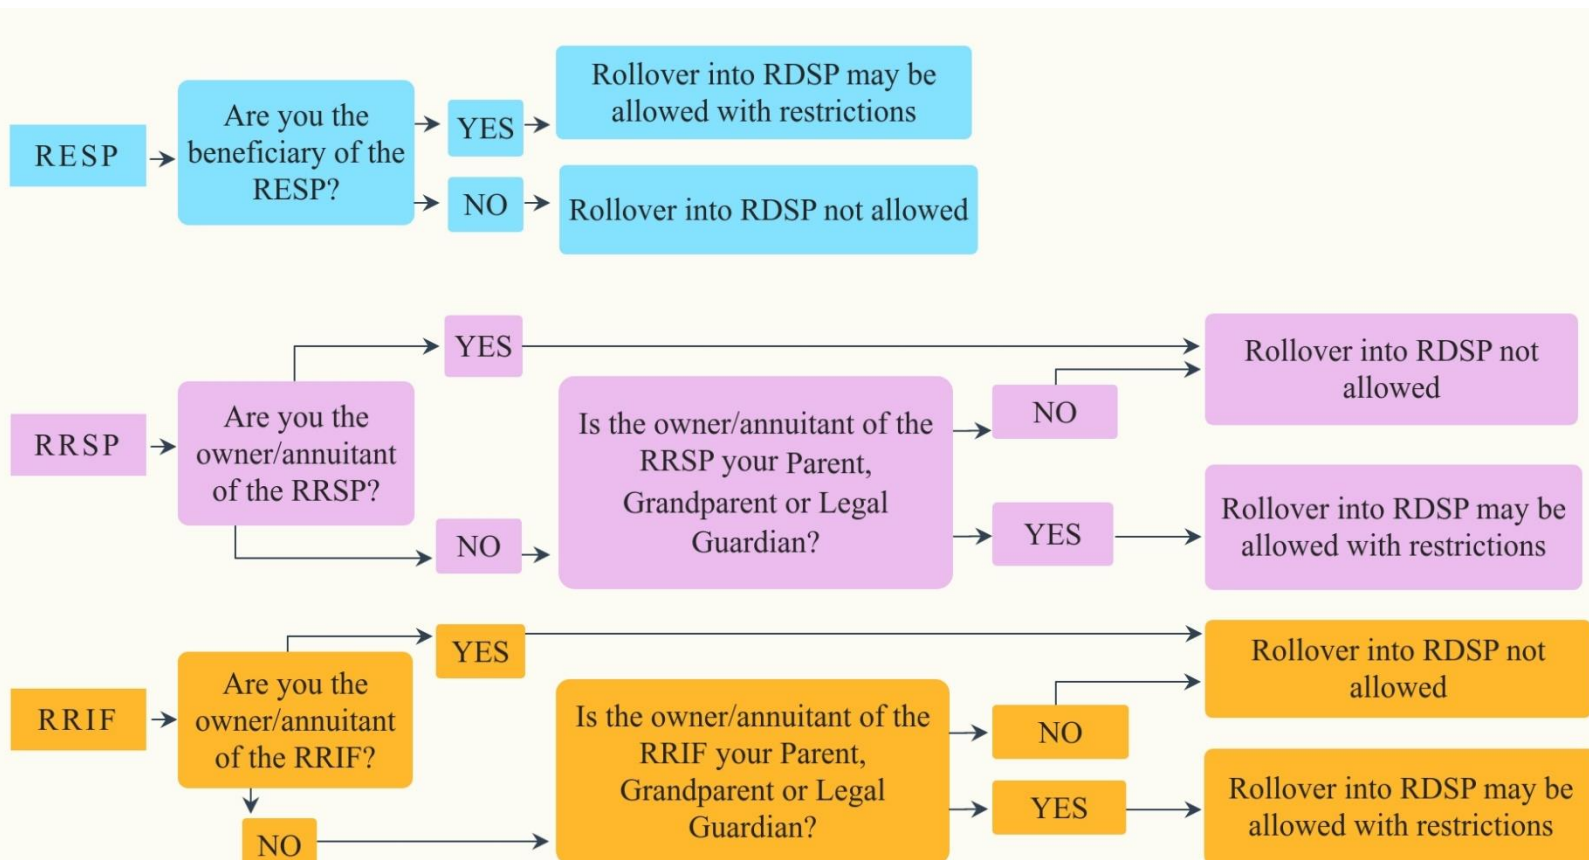 RESP
Are you the
beneficiary of the
RESP?
YES
Rollover into RDSP may be
allowed with restrictions
NO
Rollover into RDSP not allowed
RRSP
Are you the
owner/annuitant
of the RRSP?
YES
NO
Is the owner/annuitant of the
RRSP your Parent,
Grandparent or Legal
Guardian?
NO
Rollover into RDSP not
allowed
YES
Rollover into RDSP may be
allowed with restrictions
RRIF
Are you the
owner/annuitant
of the RRIF?
YES
NO
Is the owner/annuitant of the
RRIF your Parent,
Grandparent or Legal
Guardian?
NO
Rollover into RDSP not
allowed
YES
Rollover into RDSP may be
allowed with restrictions